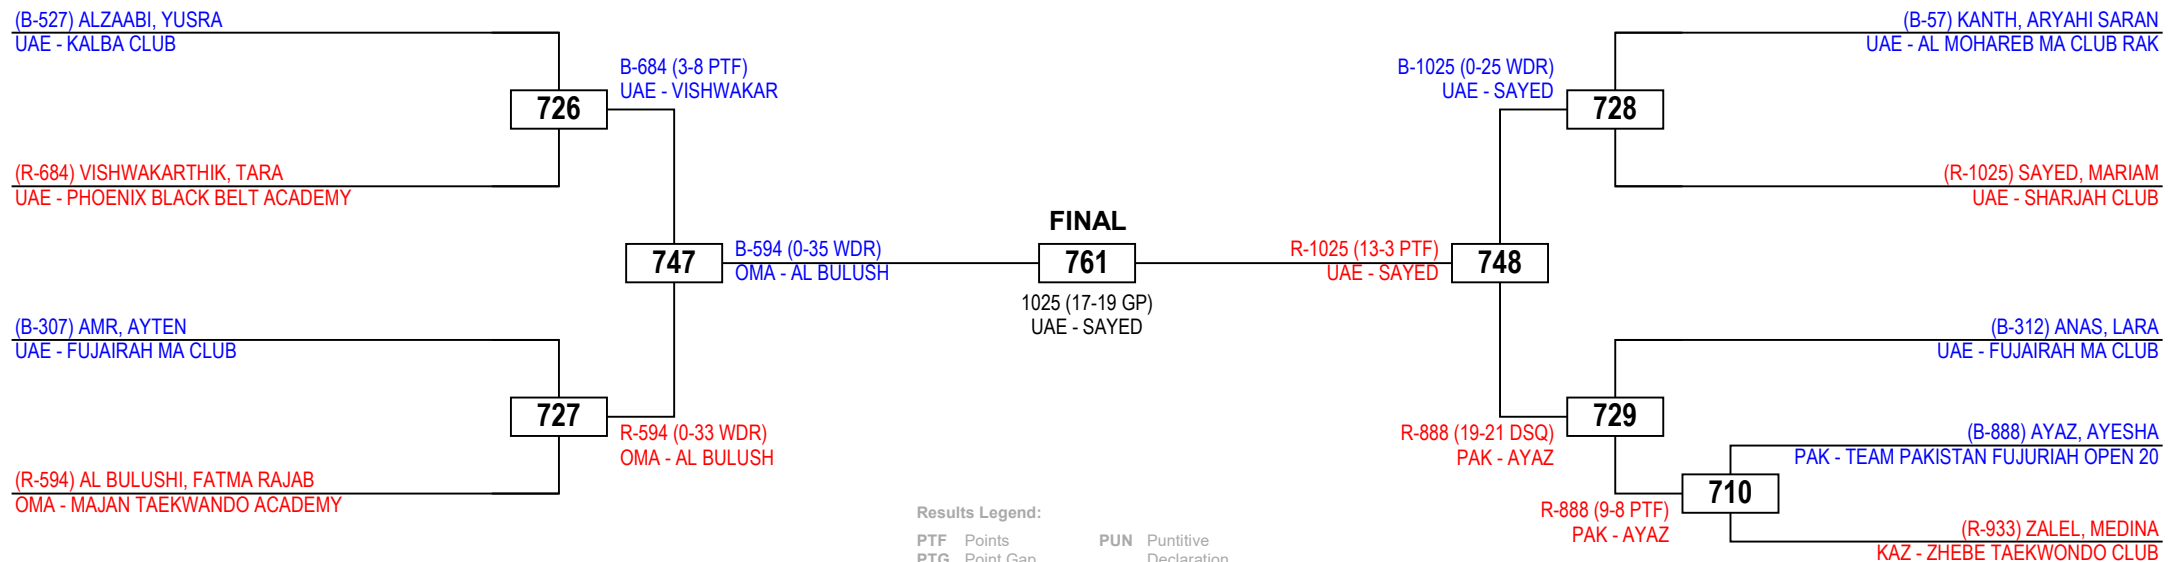 (B-527) ALZAABI, YUSRA
UAE - KALBA CLUB
B-684 (3-8 PTF)
UAE - VISHWAKAR
726
(R-684) VISHWAKARTHIK, TARA
UAE - PHOENIX BLACK BELT ACADEMY
747
B-594 (0-35 WDR)
OMA - AL BULUSH
(B-307) AMR, AYTEN
UAE - FUJAIRAH MA CLUB
727
R-594 (0-33 WDR)
OMA - AL BULUSH
(R-594) AL BULUSHI, FATMA RAJAB
OMA - MAJAN TAEKWANDO ACADEMY
FINAL
761
1025 (17-19 GP)
UAE - SAYED
(B-57) KANTH, ARYAHI SARAN
UAE - AL MOHAREB MA CLUB RAK
B-1025 (0-25 WDR)
UAE - SAYED
728
(R-1025) SAYED, MARIAM
UAE - SHARJAH CLUB
R-1025 (13-3 PTF)
UAE - SAYED
748
(B-312) ANAS, LARA
UAE - FUJAIRAH MA CLUB
729
R-888 (19-21 DSQ)
PAK - AYAZ
(B-888) AYAZ, AYESHA
PAK - TEAM PAKISTAN FUJURIAH OPEN 20
710
R-888 (9-8 PTF)
PAK - AYAZ
(R-933) ZALEL, MEDINA
KAZ - ZHEBE TAEKWONDO CLUB
Results Legend:
PTF Points
PUN Puntitive
PTG Point Gap
Declaration